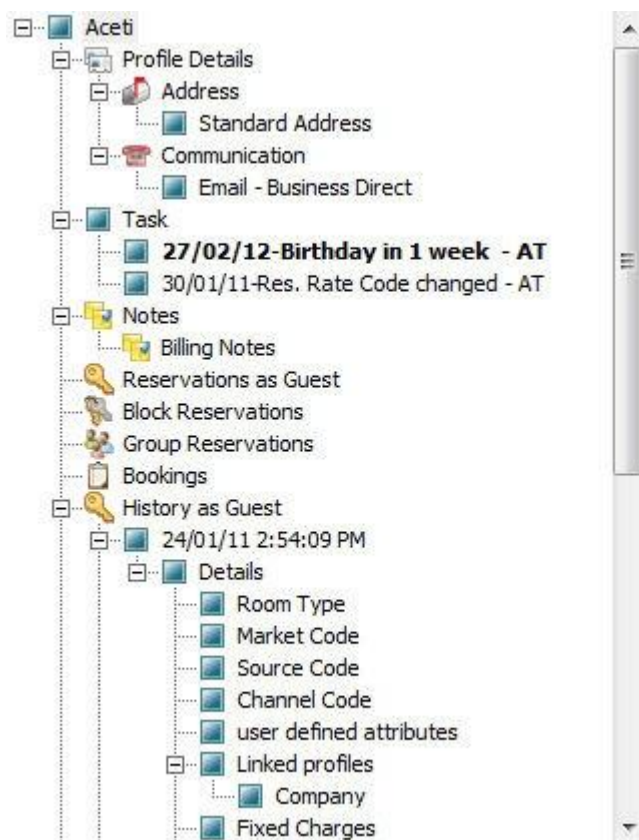 Aceti
Profile Details
Address
Standard Address
Communication
Email - Business Direct
Task
27/02/12-Birthday in 1 week - AT
30/01/11-Res. Rate Code changed - AT
Notes
Billing Notes
Reservations as Guest
Block Reservations
Group Reservations
Bookings
History as Guest
24/01/11 2:54:09 PM
Details
Room Type
Market Code
Source Code
Channel Code
user defined attributes
Linked profiles
Company
Fixed Charges